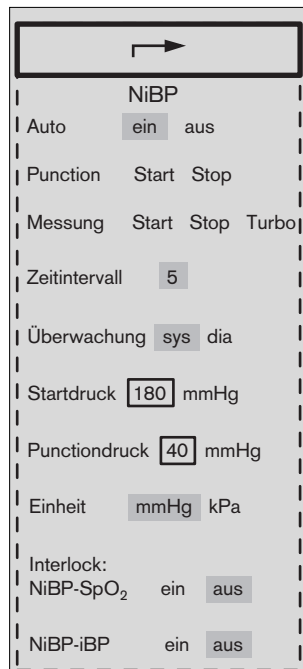 NiBP
Auto ein aus
Punction Start Stop
Messung Start Stop Turbo
Zeitintervall 5
Überwachung sys dia
Startdruck 180 mmHg
Punctiondruck 40 mmHg
Einheit mmHg kPa
Interlock:
NiBP-SpO₂ ein aus
NiBP-iBP ein aus